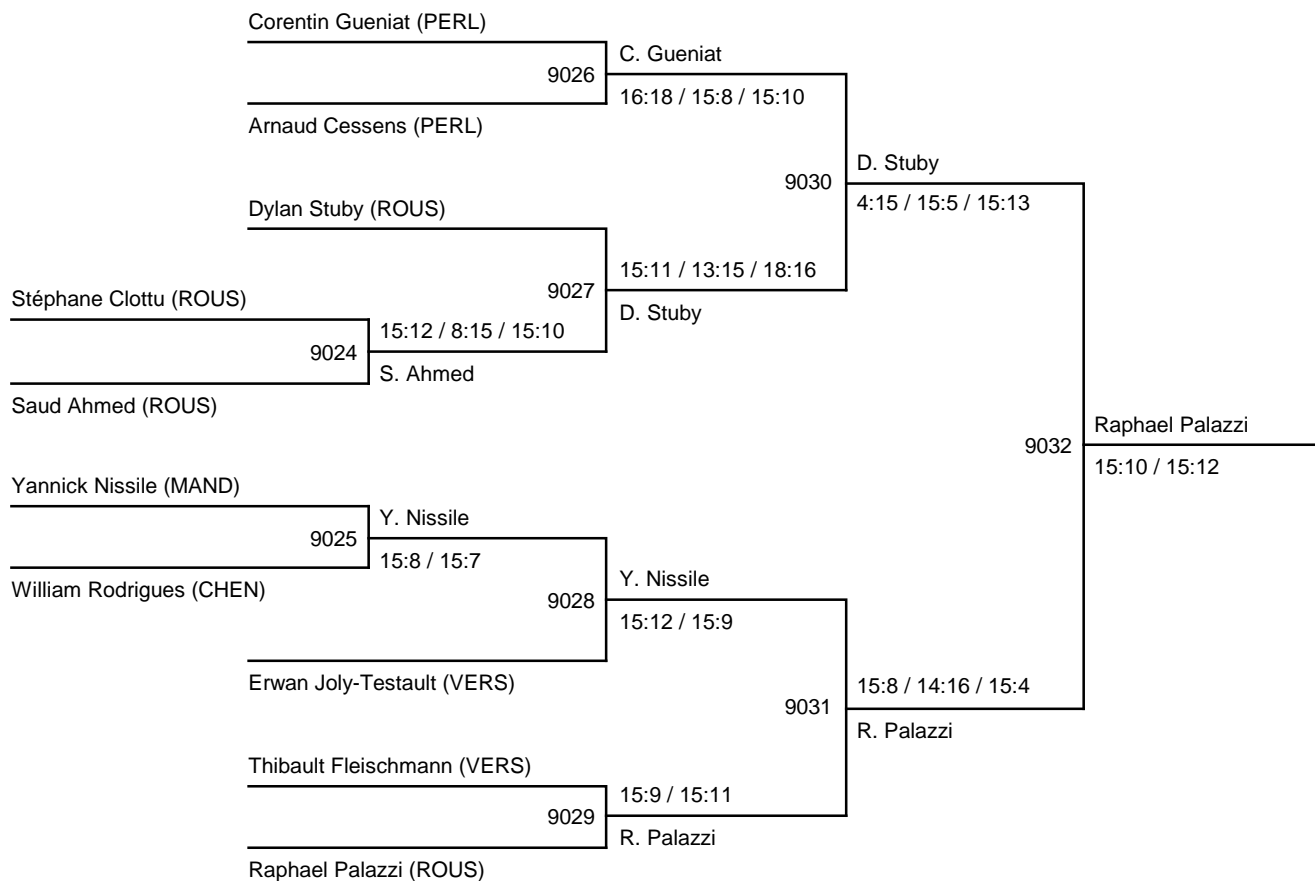 Corentin Gueniat (PERL)
C. Gueniat
9026
16:18 / 15:8 / 15:10
Arnaud Cessens (PERL)
D. Stuby
9030
4:15 / 15:5 / 15:13
Dylan Stuby (ROUS)
15:11 / 13:15 / 18:16
9027
Stéphane Clottu (ROUS)
D. Stuby
15:12 / 8:15 / 15:10
9024
S. Ahmed
Saud Ahmed (ROUS)
Raphael Palazzi
9032
15:10 / 15:12
Yannick Nissile (MAND)
Y. Nissile
9025
15:8 / 15:7
William Rodrigues (CHEN)
Y. Nissile
9028
15:12 / 15:9
Erwan Joly-Testault (VERS)
15:8 / 14:16 / 15:4
9031
R. Palazzi
Thibault Fleischmann (VERS)
15:9 / 15:11
9029
R. Palazzi
Raphael Palazzi (ROUS)